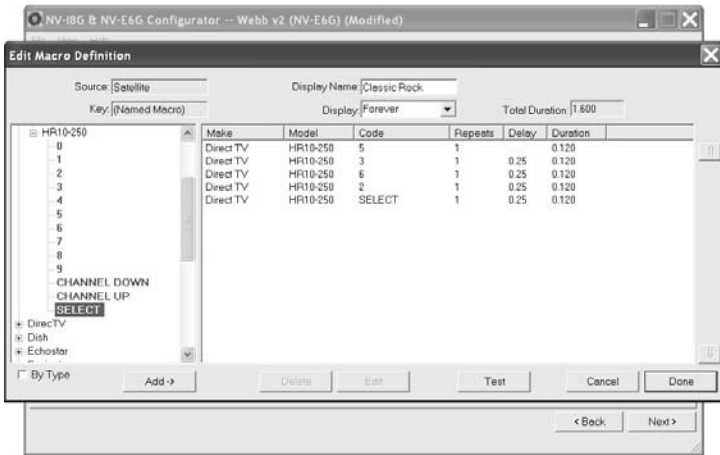 NV-I8G & NV-E6G Configurator -- Webb v2 (NV-E6G) (Modified)
Edit Macro Definition
Source: Satellite
Display Name: Classic Rock
Key: (Named Macro)
Display: Forever
Total Duration: 1.600
HR10-250
0
1
2
3
4
5
6
7
8
9
CHANNEL DOWN
CHANNEL UP
SELECT
DirecTV
Dish
Echostar
Make Model Code Repeats Delay Duration
Direct TV HR10-250 5 1 0.120
Direct TV HR10-250 3 1 0.25 0.120
Direct TV HR10-250 6 1 0.25 0.120
Direct TV HR10-250 2 1 0.25 0.120
Direct TV HR10-250 SELECT 1 0.25 0.120
By Type
Add ->
Delete
Edit
Test
Cancel
Done
< Back
Next >